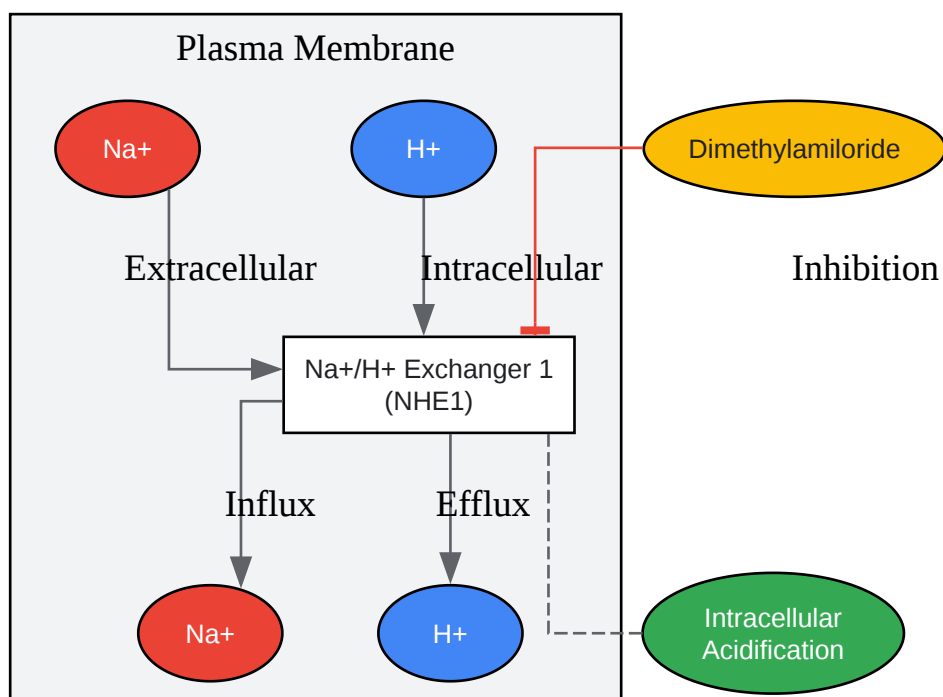 Plasma Membrane
Na+
H+
Dimethylamiloride
Extracellular
Intracellular
Inhibition
Na+/H+ Exchanger 1
(NHE1)
Influx
Efflux
Na+
H+
Intracellular
Acidification